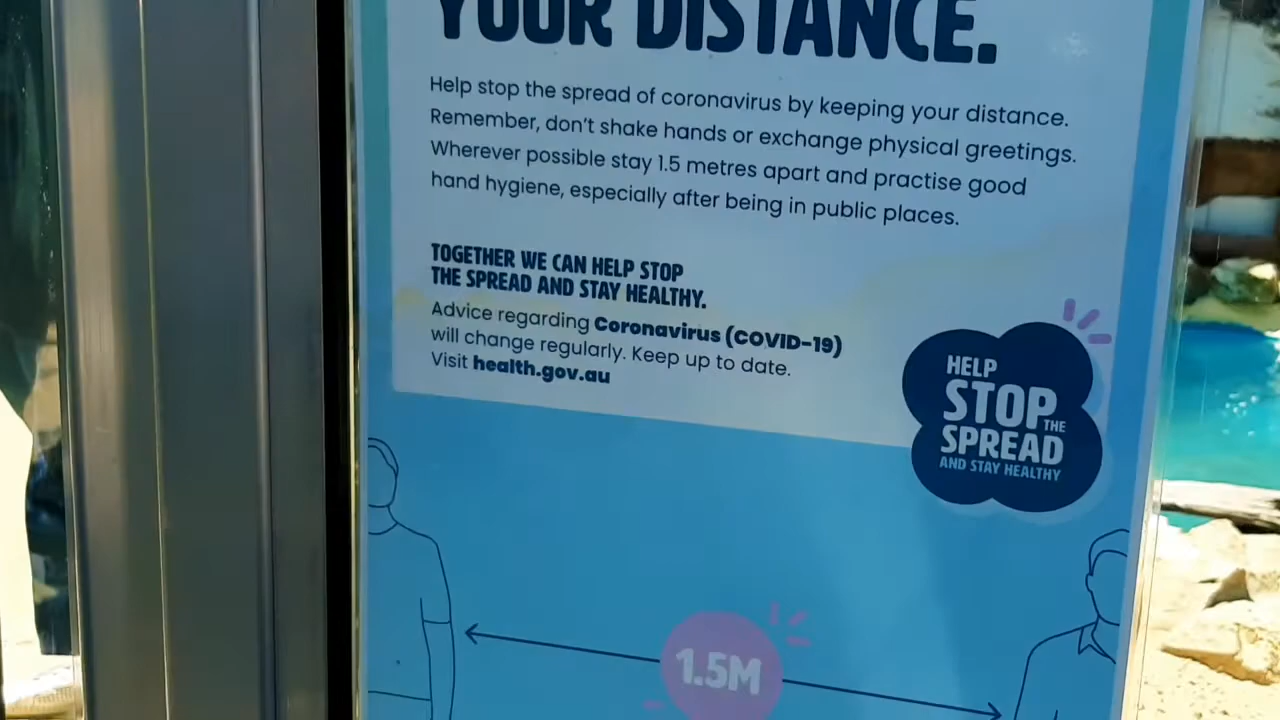 YOUR DISTANCE.
Help stop the spread of coronavirus by keeping your distance.
Remember, don't shake hands or exchange physical greetings.
Wherever possible stay 1.5 metres apart and practise good
hand hygiene, especially after being in public places.
TOGETHER WE CAN HELP STOP
THE SPREAD AND STAY HEALTHY.
Advice regarding Coronavirus (COVID-19)
will change regularly. Keep up to date.
Visit health.gov.au
HELP
STOP THE
SPREAD
AND STAY HEALTHY
1.5M